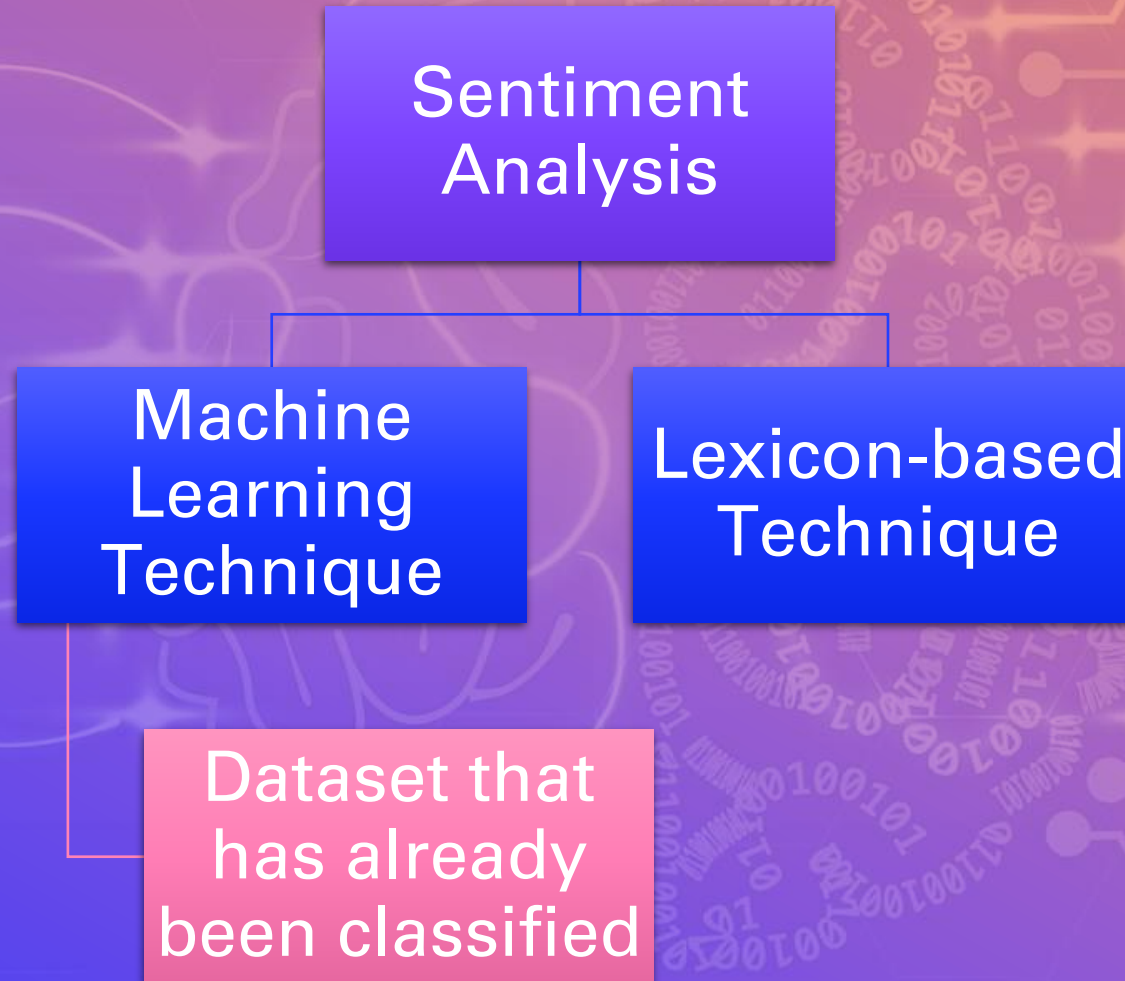 Sentiment
Analysis
Machine
Learning
Technique
Lexicon-based
Technique
Dataset that
has already
been classified